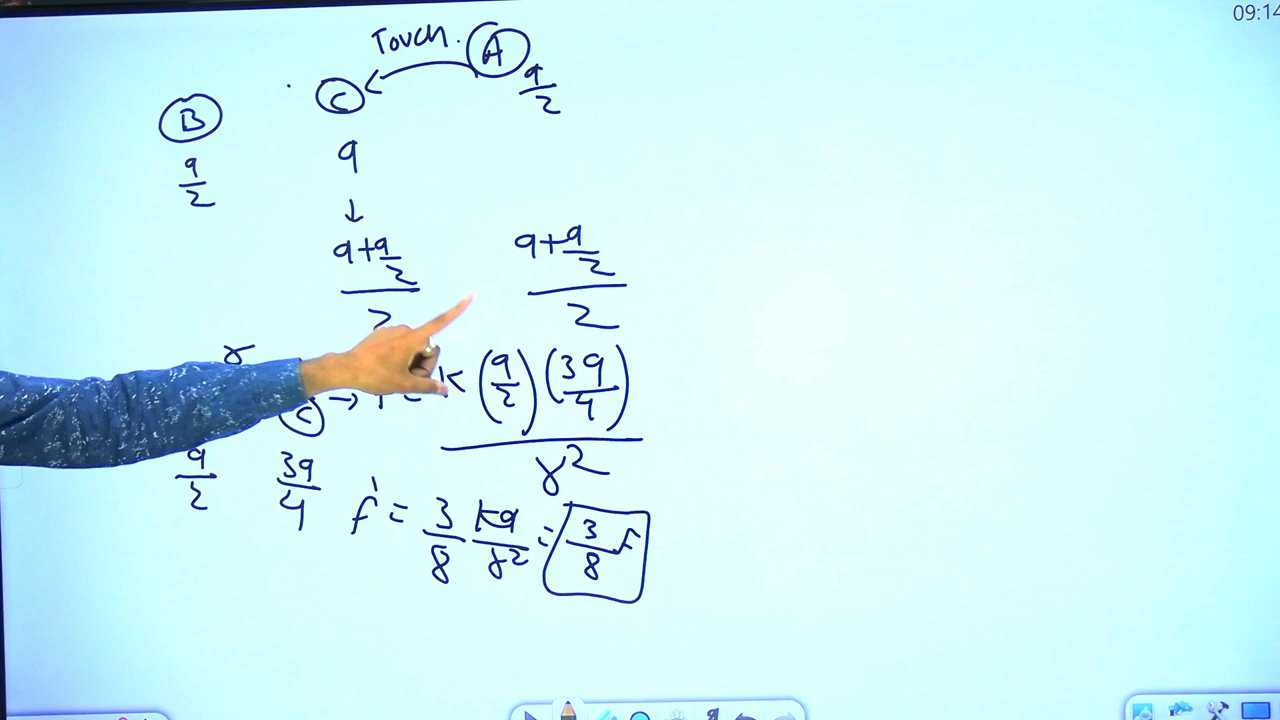 09:14
Touch. A
C
q/2
B
q
q/2
↓
(q+q/2)/2 (q+q/2)/2
r
C → K(q/2)(3q/4)/r²
q/2 3q/4
f' = 3/8 Kq/r² = 3/8 F